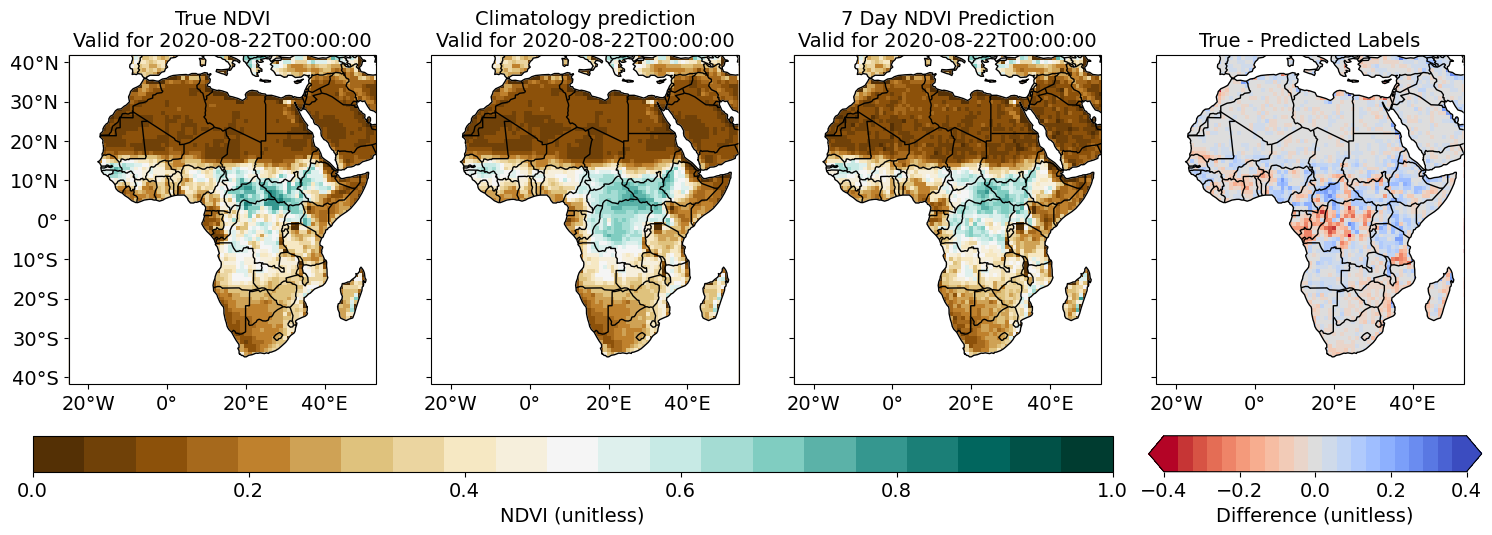 True NDVI
Valid for 2020-08-22T00:00:00
Climatology prediction
Valid for 2020-08-22T00:00:00
7 Day NDVI Prediction
Valid for 2020-08-22T00:00:00
True - Predicted Labels
40°N
30°N
20°N
10°N
0°
10°S
20°S
30°S
40°S
20°W 0° 20°E 40°E
20°W 0° 20°E 40°E
20°W 0° 20°E 40°E
20°W 0° 20°E 40°E
0.0 0.2 0.4 0.6 0.8 1.0
NDVI (unitless)
−0.4 −0.2 0.0 0.2 0.4
Difference (unitless)